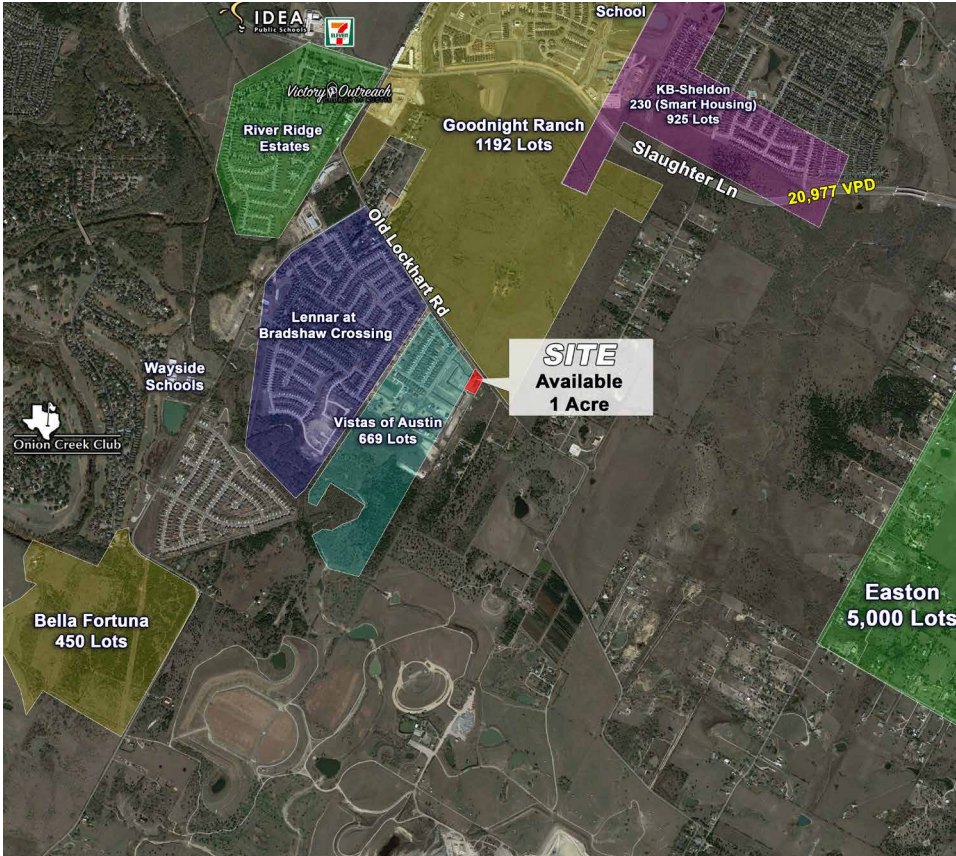 IDEA
Public Schools
7
ELEVEN
School
Victory Outreach
KB-Sheldon
230 (Smart Housing)
925 Lots
River Ridge
Estates
Goodnight Ranch
1192 Lots
Slaughter Ln
20,977 VPD
Old Lockhart Rd
Lennar at
Bradshaw Crossing
SITE
Available
1 Acre
Wayside
Schools
Vistas of Austin
669 Lots
Onion Creek Club
Easton
5,000 Lots
Bella Fortuna
450 Lots